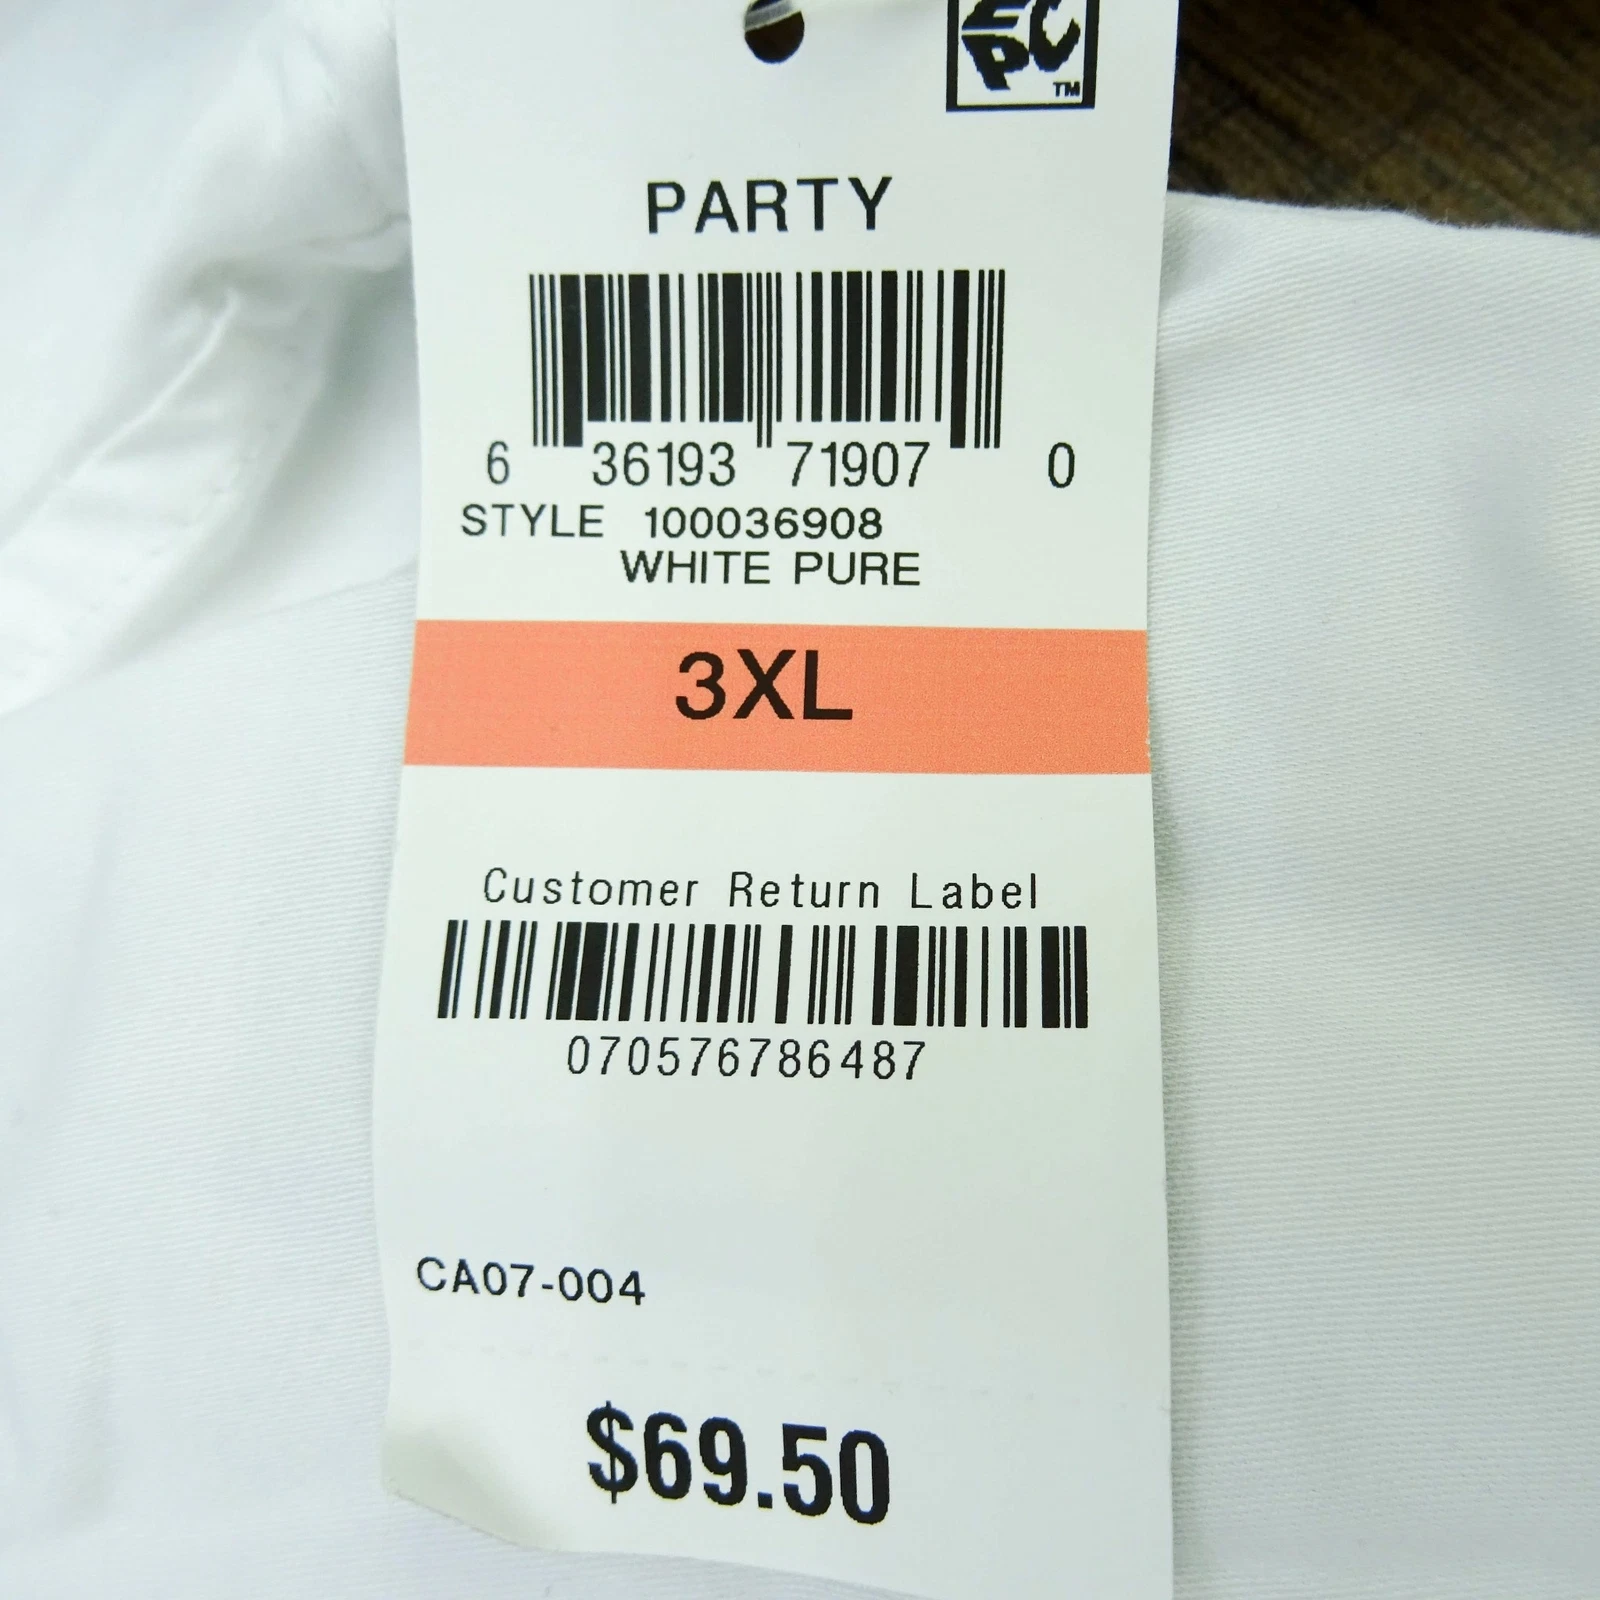 EPC
TM
PARTY
6 36193 71907 0
STYLE 100036908
WHITE PURE
3XL
Customer Return Label
070576786487
CA07-004
$69.50